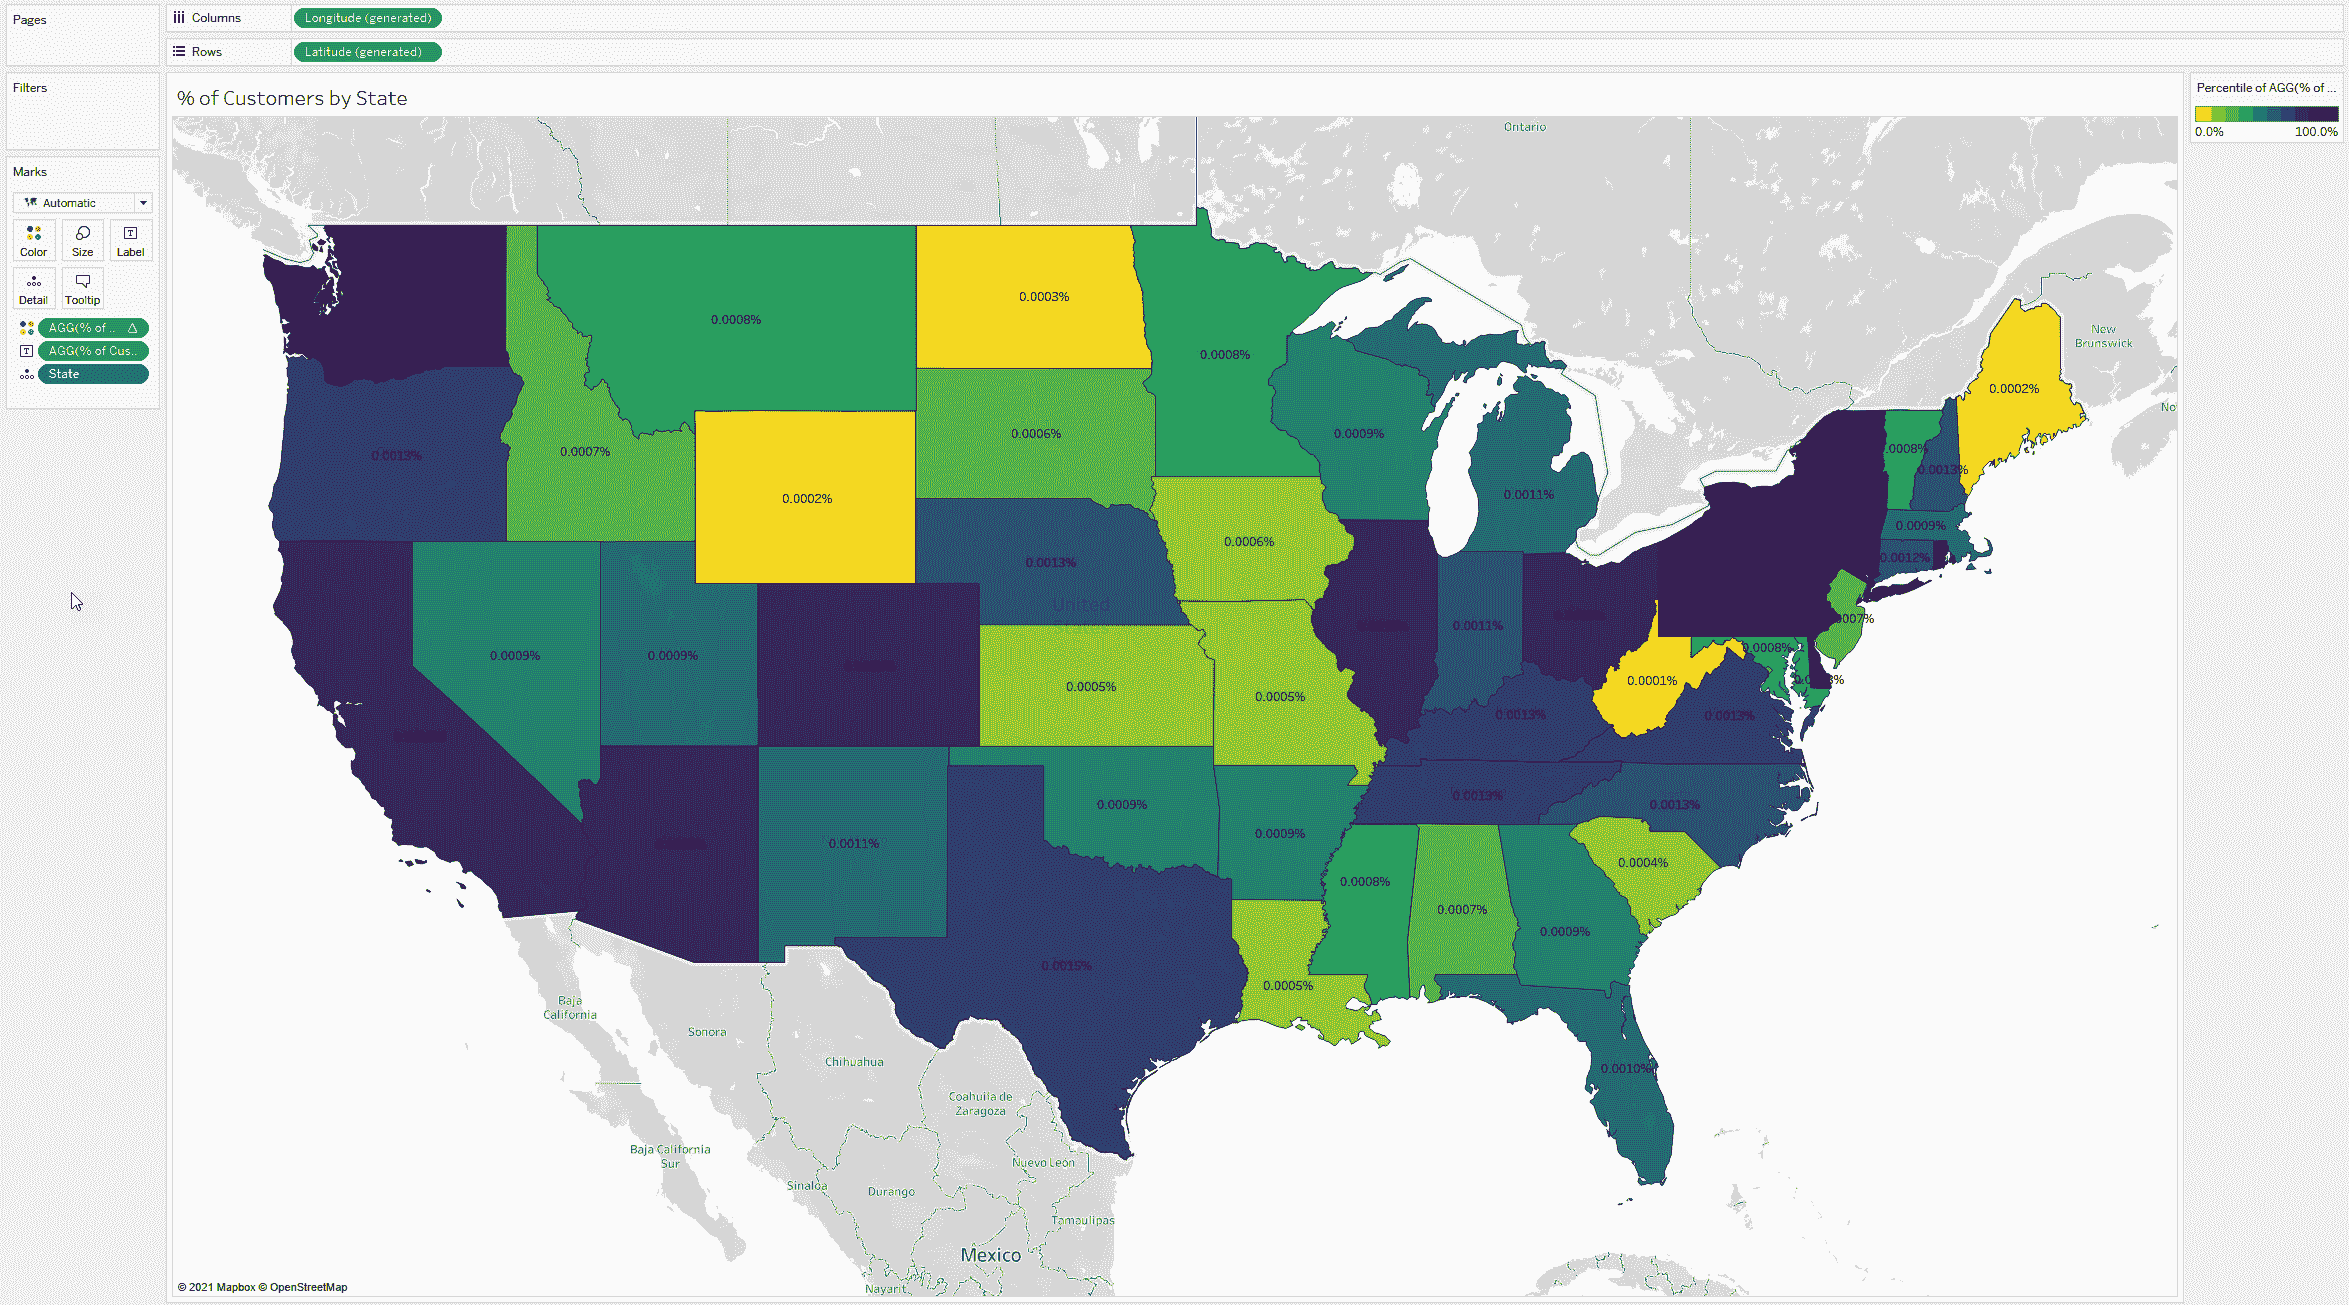 Pages
Columns
Longitude (generated)
Rows
Latitude (generated)
Filters
Marks
Automatic
Color
Size
Label
Detail
Tooltip
AGG(% of ..
AGG(% of Cus..
State
% of Customers by State
Percentile of AGG(% of ...
0.0%
100.0%
Ontario
New
Brunswick
No
0.0003%
0.0008%
0.0008%
0.0002%
0.0006%
0.0009%
0.0008%
0.0013%
0.0013%
0.0007%
0.0002%
0.0011%
0.0009%
0.0006%
0.0012%
0.0013%
United
States
0.0007%
0.0011%
0.0009%
0.0009%
0.0008%
0.0005%
0.0005%
0.0001%
0.0013%
0.0013%
0.0009%
0.0013%
0.0013%
0.0011%
0.0009%
0.0004%
0.0008%
0.0007%
0.0009%
0.0015%
0.0005%
0.0010%
Baja
California
Sonora
Chihuahua
Coahuila de
Zaragoza
Baja California
Sur
Nuevo León
Sinaloa
Durango
Tamaulipas
Mexico
Nayarit
© 2021 Mapbox © OpenStreetMap